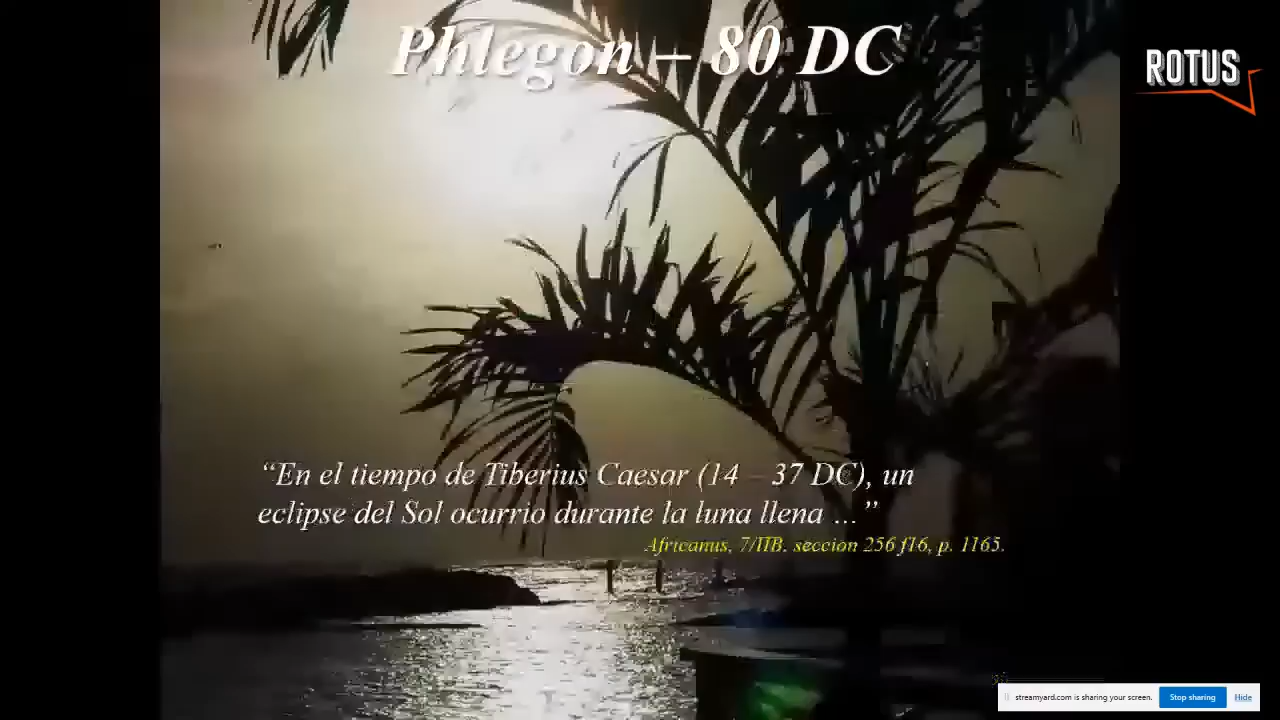 Phlegon – 80 DC
ROTUS
“En el tiempo de Tiberius Caesar (14 – 37 DC), un
eclipse del Sol ocurrio durante la luna llena …”
Africanus, 7/IIB. seccion 256 f16, p. 1165.
streamyard.com is sharing your screen.
Stop sharing
Hide